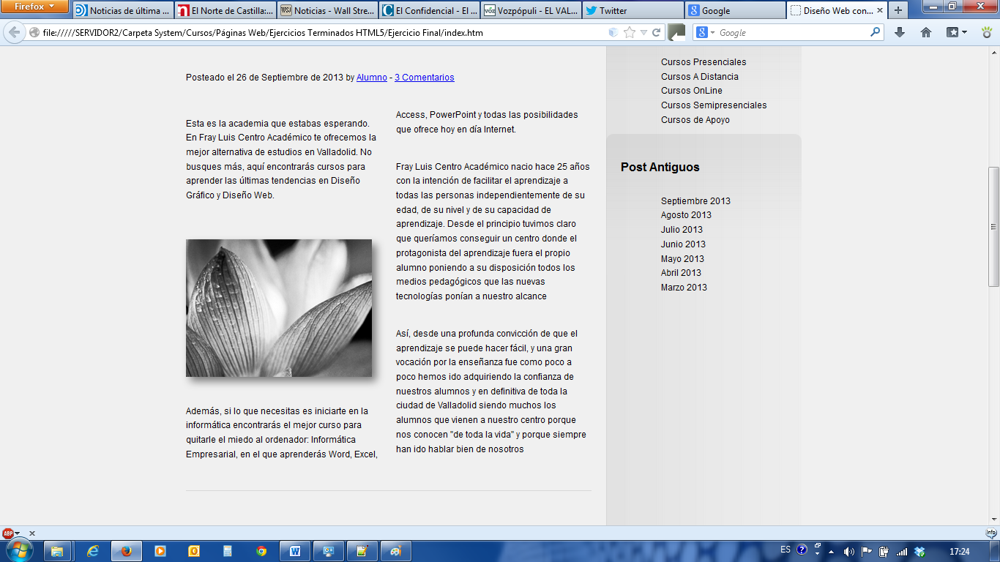 Firefox
Noticias de última ...
El Norte de Castilla:...
WSJ
Noticias - Wall Stre...
El Confidencial - El ...
vóz
Vozpópuli - EL VAL...
Twitter
Google
Diseño Web con...
file://///SERVIDOR2/Carpeta System/Cursos/Páginas Web/Ejercicios Terminados HTML5/Ejercicio Final/index.htm
Google
Posteado el 26 de Septiembre de 2013 by Alumno - 3 Comentarios
Esta es la academia que estabas esperando.
En Fray Luis Centro Académico te ofrecemos la
mejor alternativa de estudios en Valladolid. No
busques más, aquí encontrarás cursos para
aprender las últimas tendencias en Diseño
Gráfico y Diseño Web.
Además, si lo que necesitas es iniciarte en la
informática encontrarás el mejor curso para
quitarle el miedo al ordenador: Informática
Empresarial, en el que aprenderás Word, Excel,
Access, PowerPoint y todas las posibilidades
que ofrece hoy en día Internet.
Fray Luis Centro Académico nacio hace 25 años
con la intención de facilitar el aprendizaje a
todas las personas independientemente de su
edad, de su nivel y de su capacidad de
aprendizaje. Desde el principio tuvimos claro
que queríamos conseguir un centro donde el
protagonista del aprendizaje fuera el propio
alumno poniendo a su disposición todos los
medios pedagógicos que las nuevas
tecnologías ponían a nuestro alcance
Así, desde una profunda convicción de que el
aprendizaje se puede hacer fácil, y una gran
vocación por la enseñanza fue como poco a
poco hemos ido adquiriendo la confianza de
nuestros alumnos y en definitiva de toda la
ciudad de Valladolid siendo muchos los
alumnos que vienen a nuestro centro porque
nos conocen "de toda la vida" y porque siempre
han ido hablar bien de nosotros
Cursos Presenciales
Cursos A Distancia
Cursos OnLine
Cursos Semipresenciales
Cursos de Apoyo
Post Antiguos
Septiembre 2013
Agosto 2013
Julio 2013
Junio 2013
Mayo 2013
Abril 2013
Marzo 2013
ABP
Info
ES
17:24